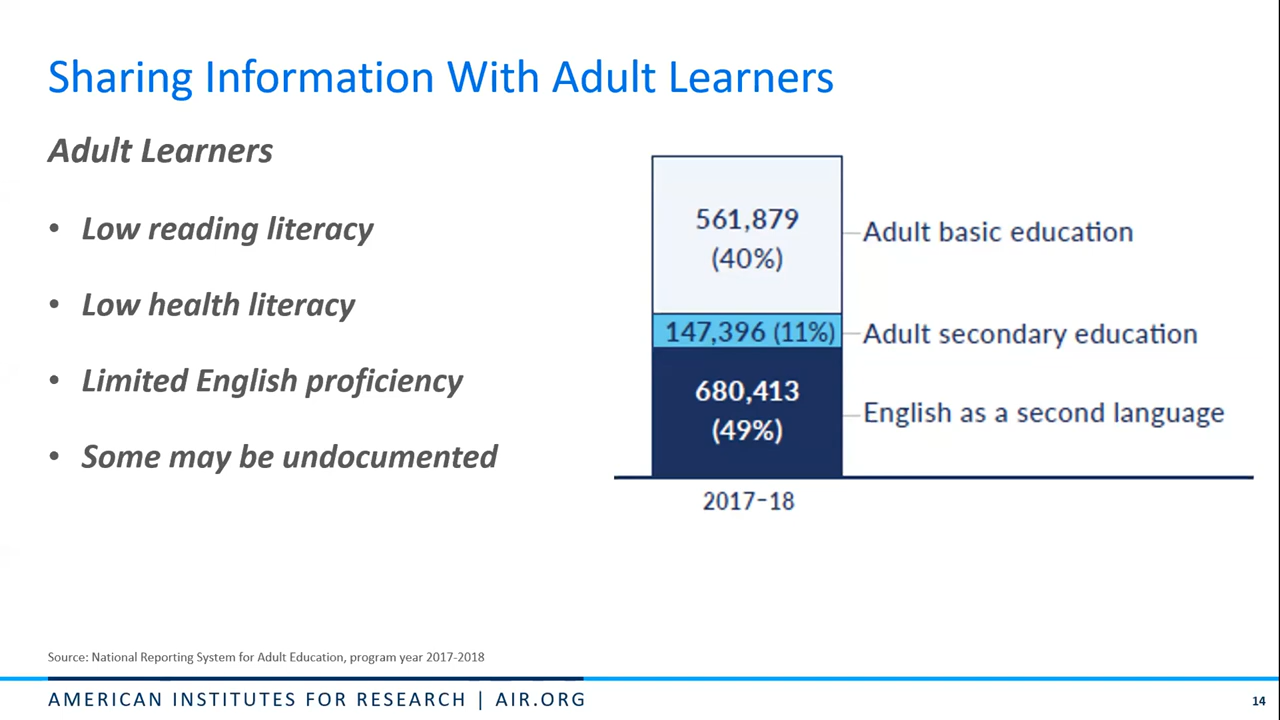 Sharing Information With Adult Learners
Adult Learners
• Low reading literacy
• Low health literacy
• Limited English proficiency
• Some may be undocumented
561,879
(40%)
Adult basic education
147,396 (11%)
Adult secondary education
680,413
(49%)
English as a second language
2017-18
Source: National Reporting System for Adult Education, program year 2017-2018
AMERICAN INSTITUTES FOR RESEARCH | AIR.ORG
14